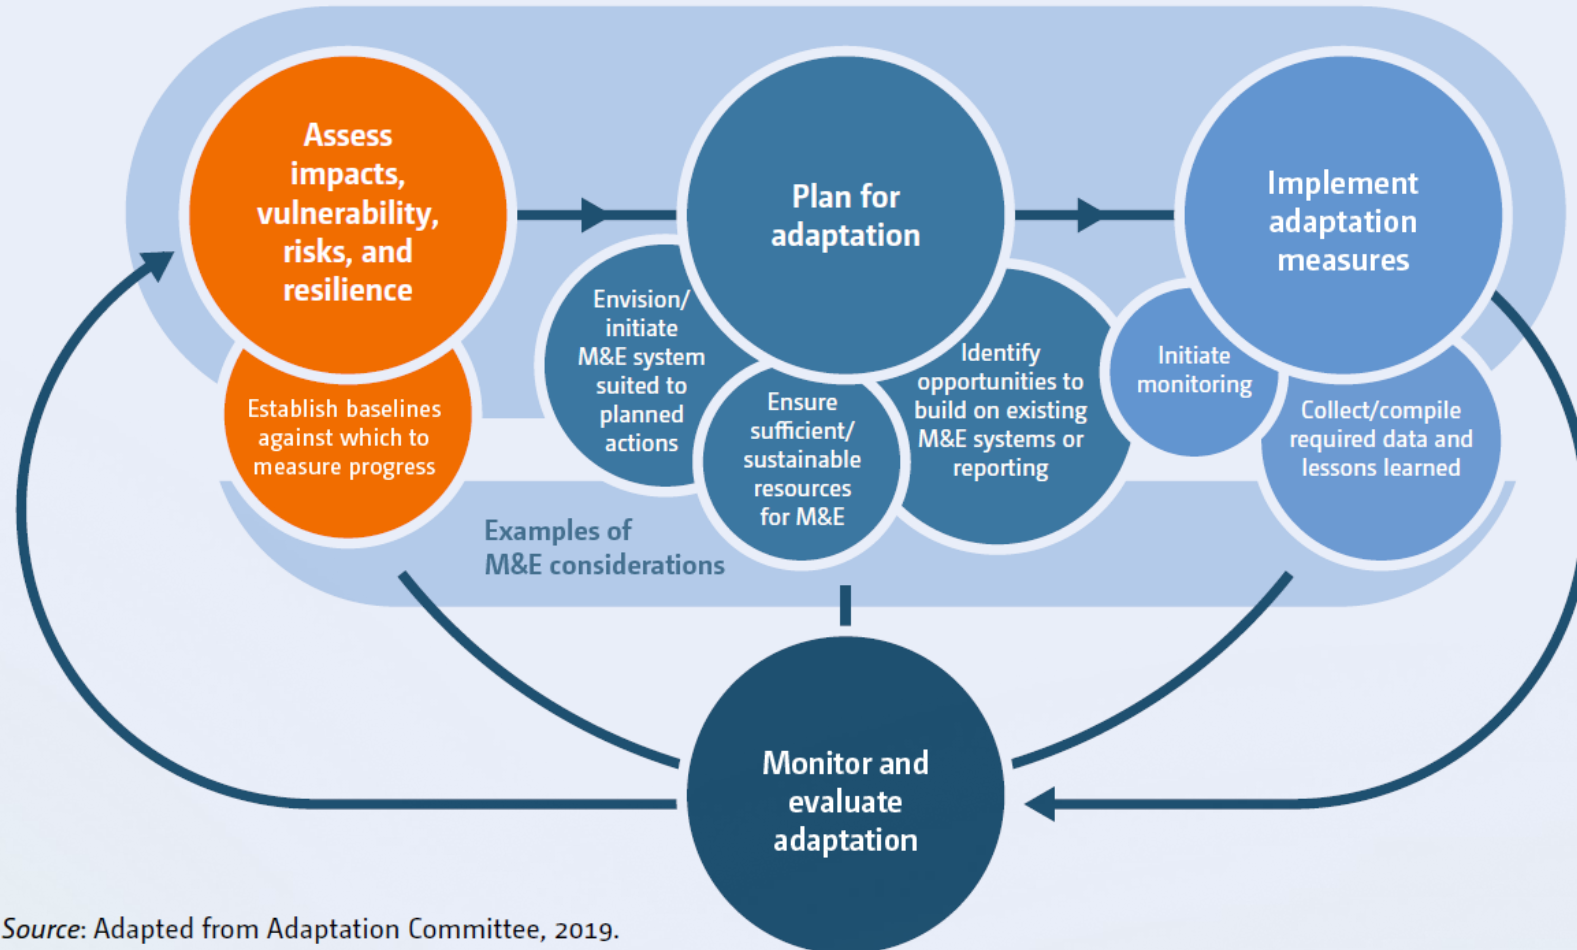 Assess
impacts,
vulnerability,
risks, and
resilience
Plan for
adaptation
Implement
adaptation
measures
Establish baselines
against which to
measure progress
Envision/
initiate
M&E system
suited to
planned
actions
Ensure
sufficient/
sustainable
resources
for M&E
Identify
opportunities to
build on existing
M&E systems or
reporting
Initiate
monitoring
Collect/compile
required data and
lessons learned
Examples of
M&E considerations
Monitor and
evaluate
adaptation
Source: Adapted from Adaptation Committee, 2019.